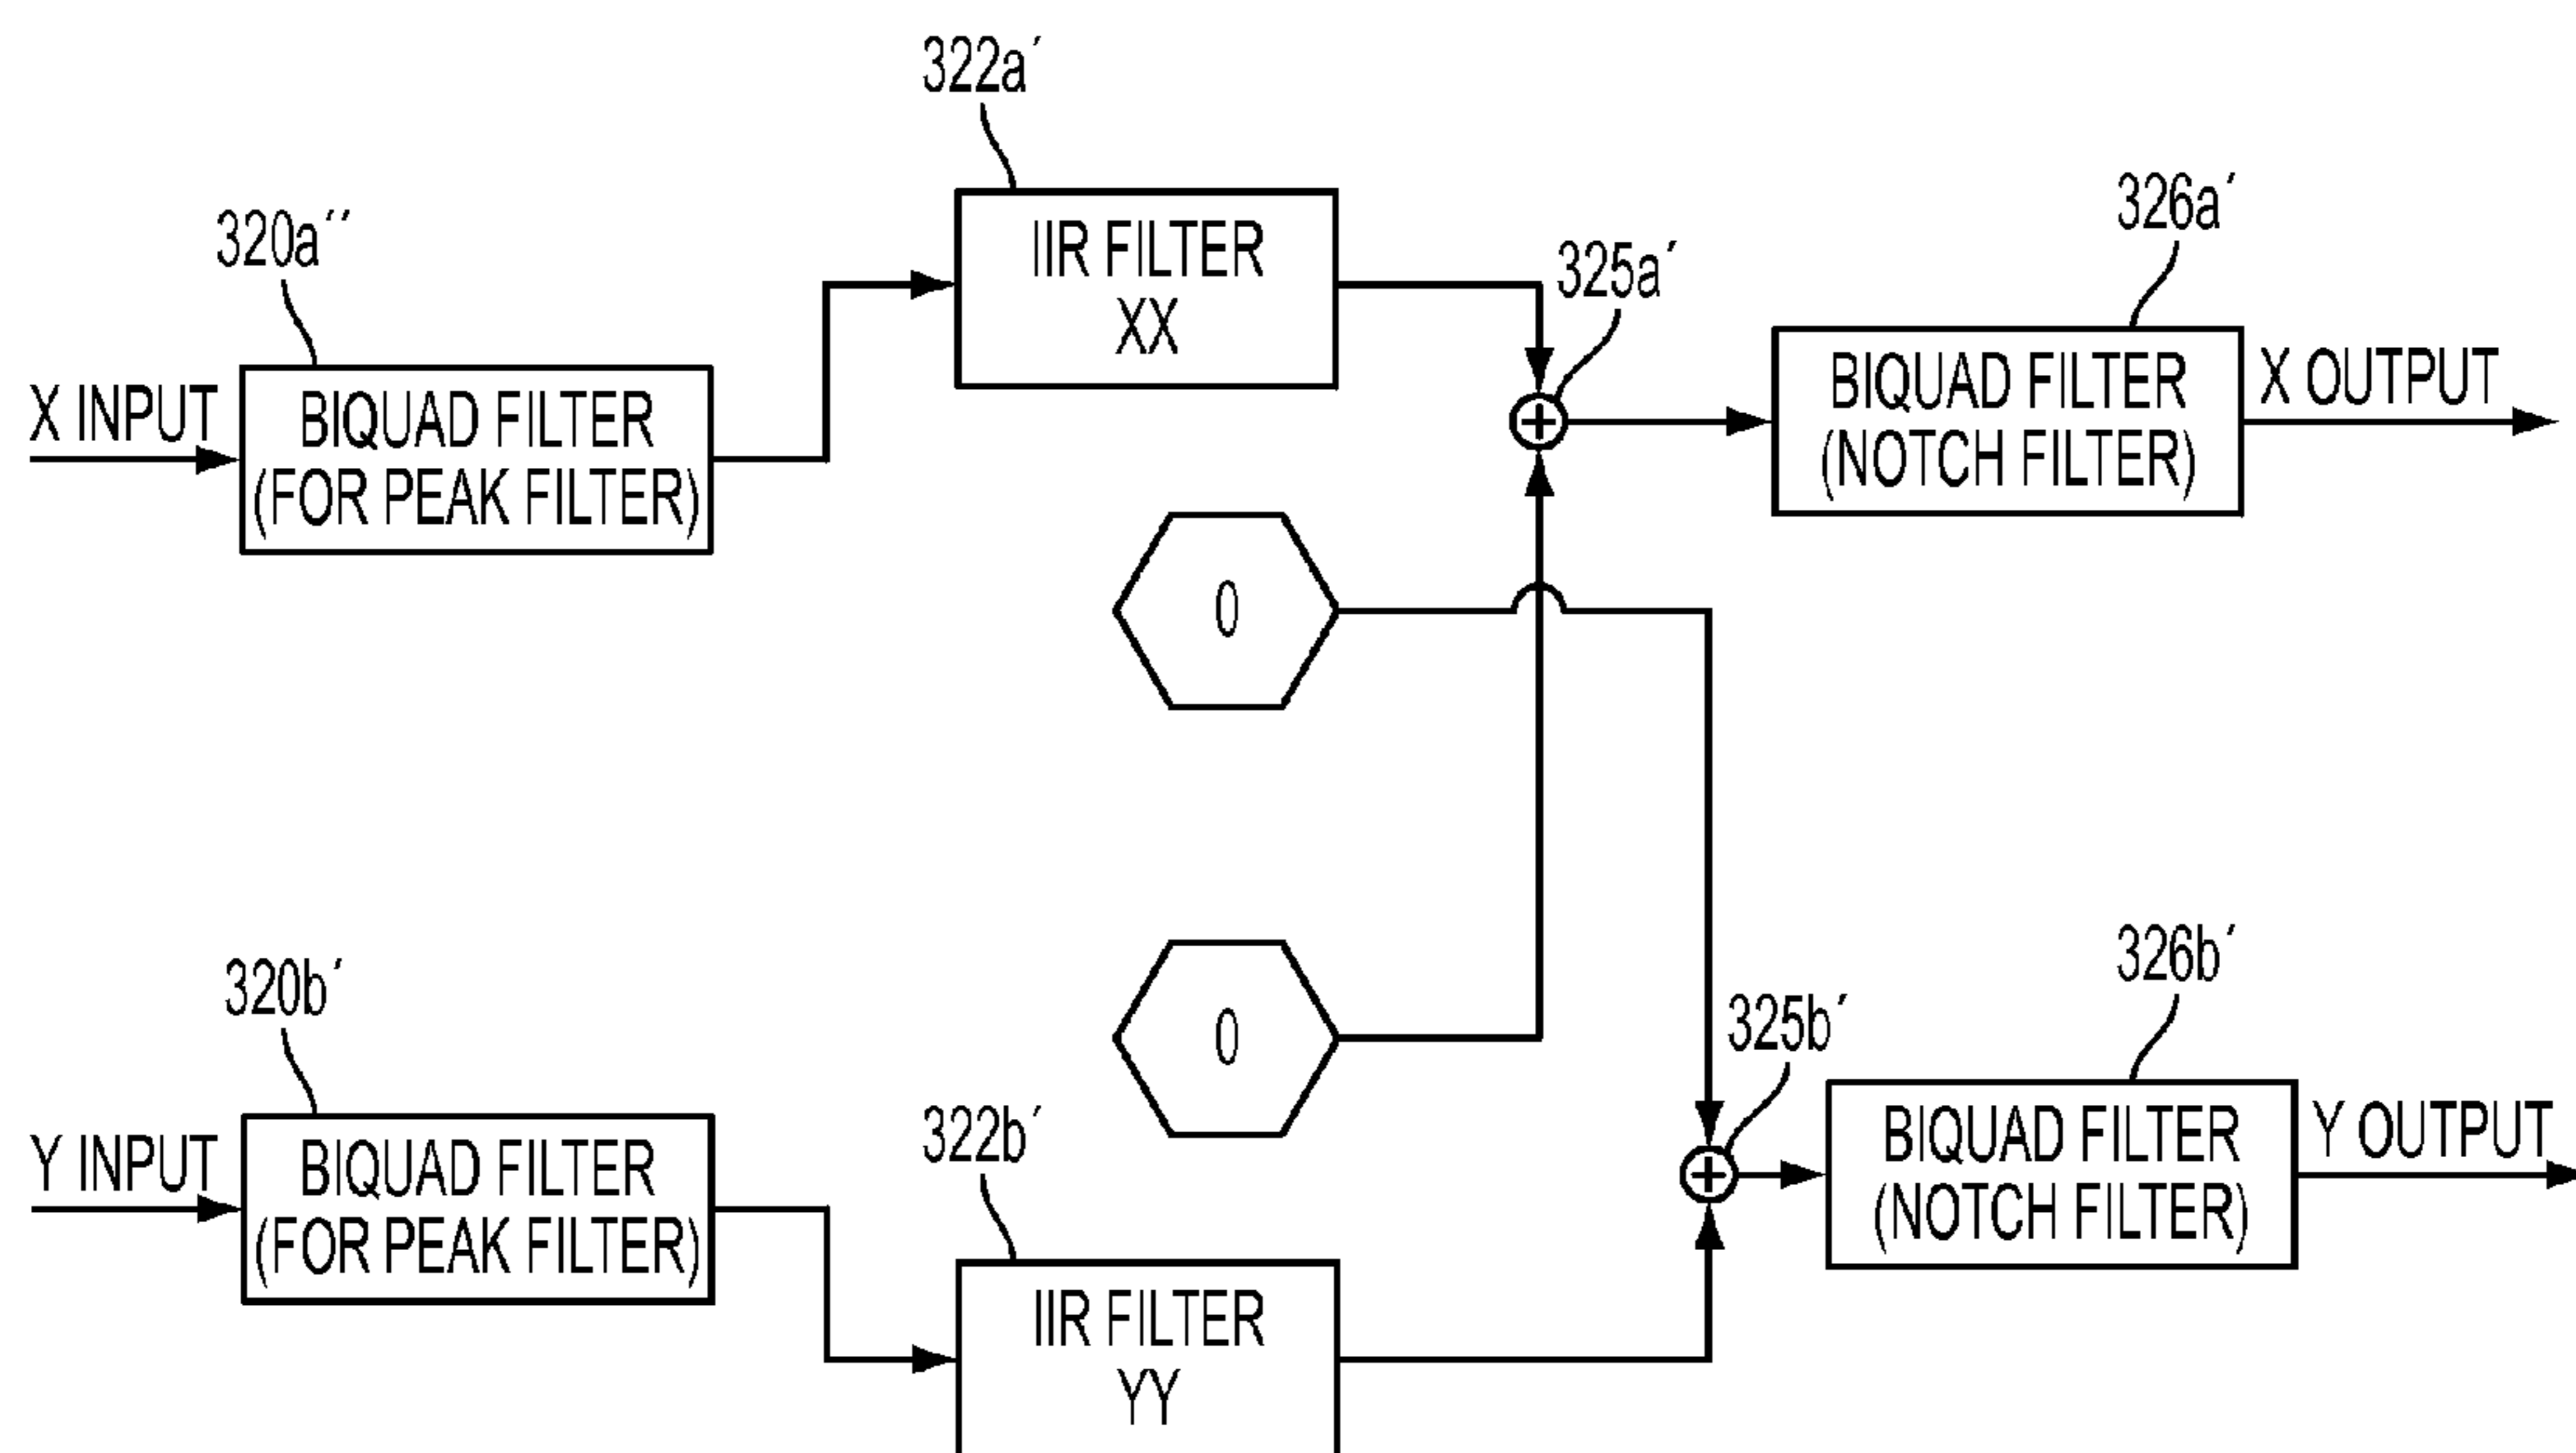 322a′
320a′′
IIR FILTER
XX
325a′
326a′
X INPUT
BIQUAD FILTER
(FOR PEAK FILTER)
BIQUAD FILTER
(NOTCH FILTER)
X OUTPUT
0
0
320b′
322b′
325b′
326b′
Y INPUT
BIQUAD FILTER
(FOR PEAK FILTER)
BIQUAD FILTER
(NOTCH FILTER)
Y OUTPUT
IIR FILTER
YY